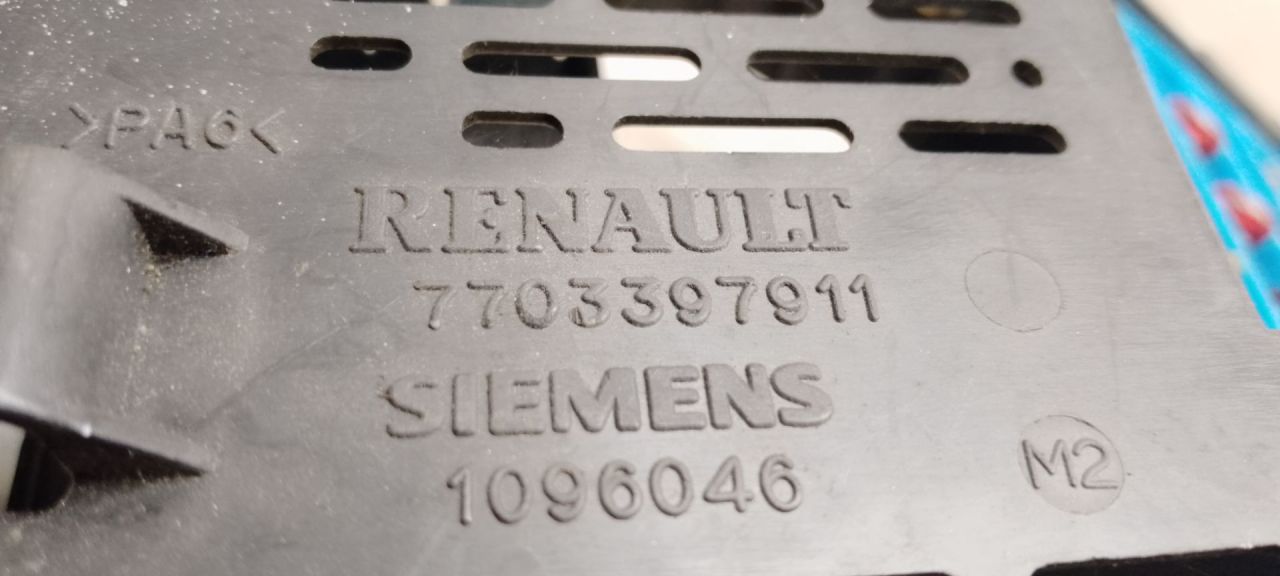 >PA6<
RENAULT
7703397911
SIEMENS
1096046
M2